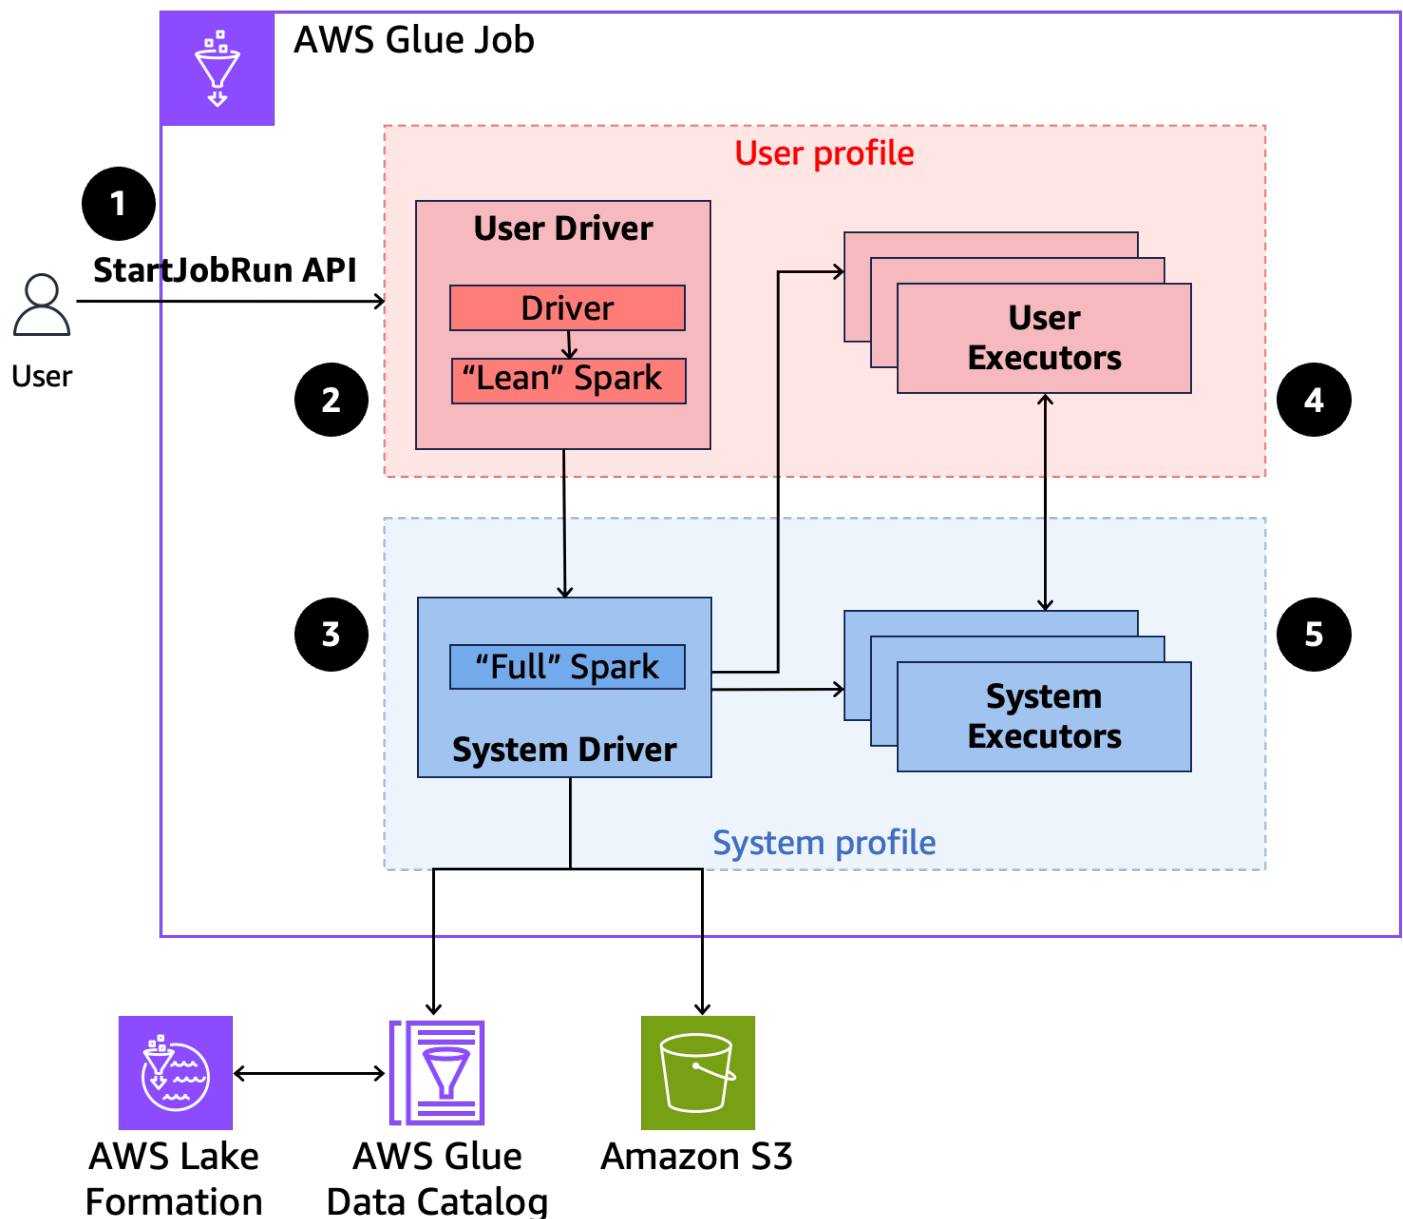 AWS Glue Job
User profile
1
User Driver
StartJobRun API
Driver
User
Executors
User
"Lean" Spark
2
4
3
"Full" Spark
5
System
Executors
System Driver
System profile
AWS Lake
Formation
AWS Glue
Data Catalog
Amazon S3